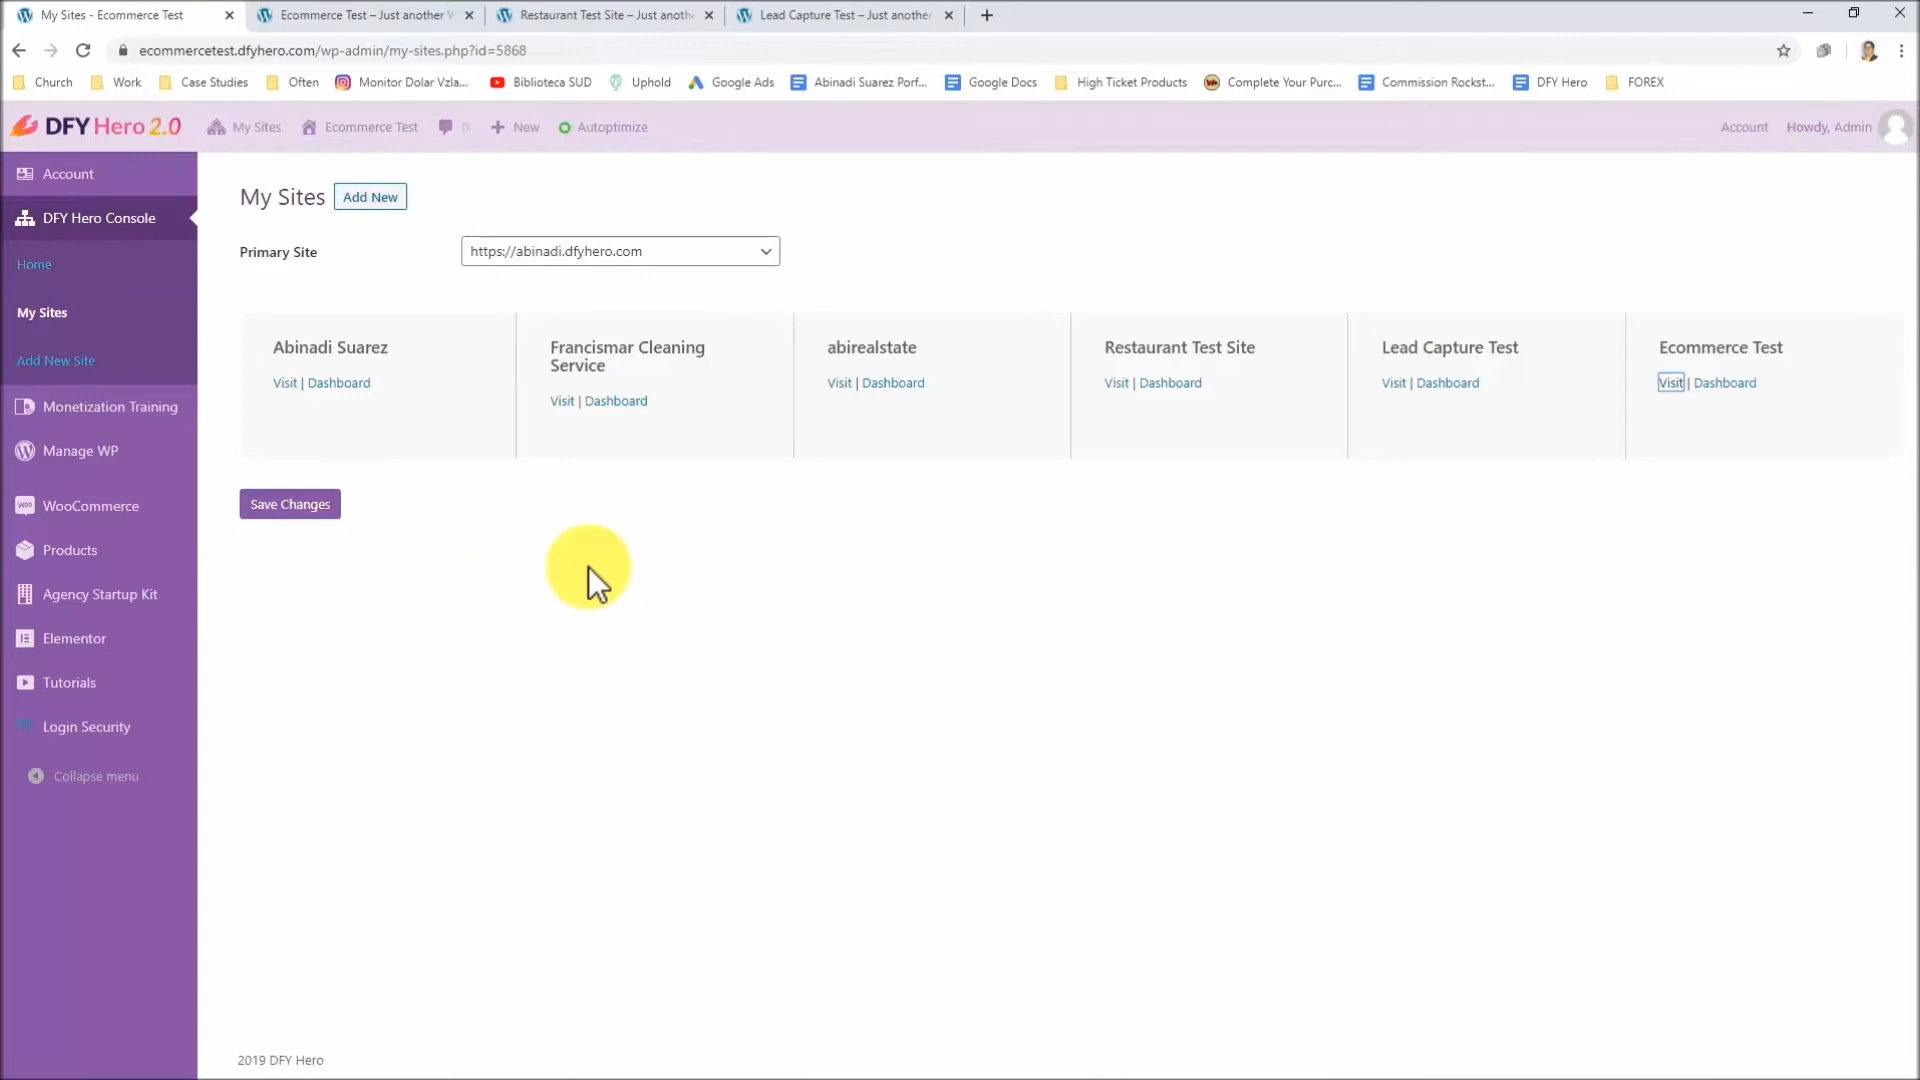 My Sites - Ecommerce Test
Ecommerce Test – Just another W
Restaurant Test Site – Just anoth
Lead Capture Test – Just another
ecommercetest.dfyhero.com/wp-admin/my-sites.php?id=5868
Church
Work
Case Studies
Often
Monitor Dolar Vzla...
Biblioteca SUD
Uphold
Google Ads
Abinadi Suarez Porf...
Google Docs
High Ticket Products
Complete Your Purc...
Commission Rockst...
DFY Hero
FOREX
DFY Hero 2.0
My Sites
Ecommerce Test
0
New
Autoptimize
Account
Howdy, Admin
Account
DFY Hero Console
Home
My Sites
Add New Site
Monetization Training
Manage WP
WooCommerce
Products
Agency Startup Kit
Elementor
Tutorials
Login Security
Collapse menu
My Sites
Add New
Primary Site
https://abinadi.dfyhero.com
Abinadi Suarez
Visit | Dashboard
Francismar Cleaning
Service
Visit | Dashboard
abirealstate
Visit | Dashboard
Restaurant Test Site
Visit | Dashboard
Lead Capture Test
Visit | Dashboard
Ecommerce Test
Visit | Dashboard
Save Changes
2019 DFY Hero